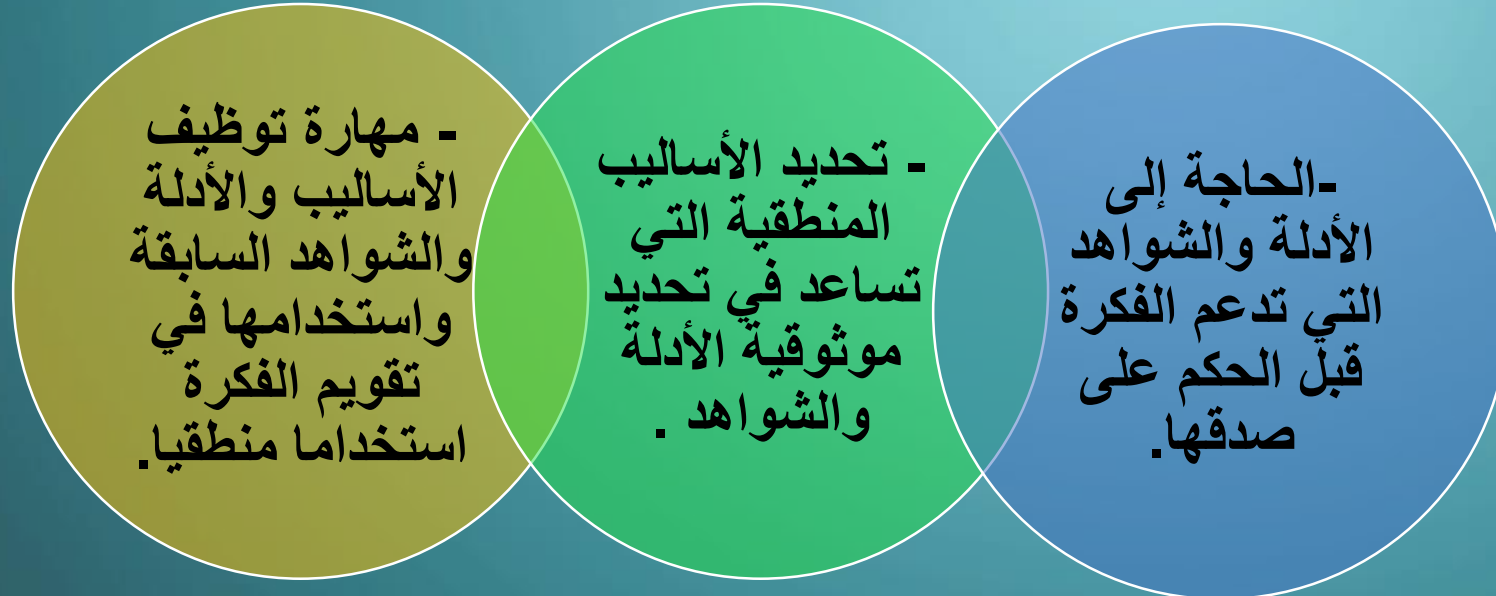 -الحاجة إلى
الأدلة والشواهد
التي تدعم الفكرة
قبل الحكم على
صدقها.
- تحديد الأساليب
المنطقية التي
تساعد في تحديد
موثوقية الأدلة
والشواهد .
- مهارة توظيف
الأساليب والأدلة
والشواهد السابقة
واستخدامها في
تقويم الفكرة
استخداما منطقيا.